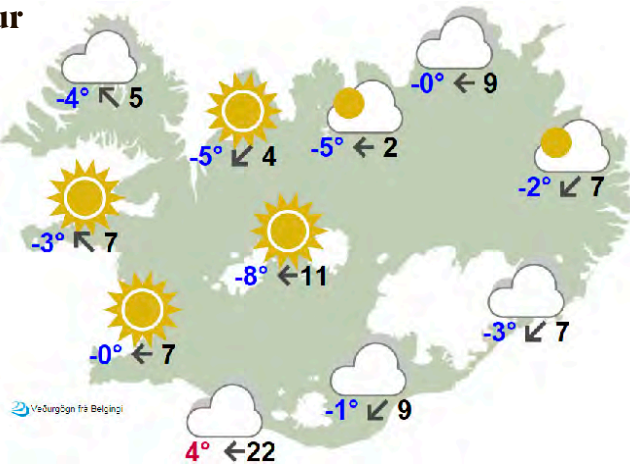 ur
-4° ↖ 5
-0° ← 9
-5° ↙ 4
-5° ← 2
-2° ↙ 7
-3° ↖ 7
-8° ←11
-3° ↙ 7
-0° ← 7
-1° ↙ 9
Veðurgögn frá Belgingi
4° ←22